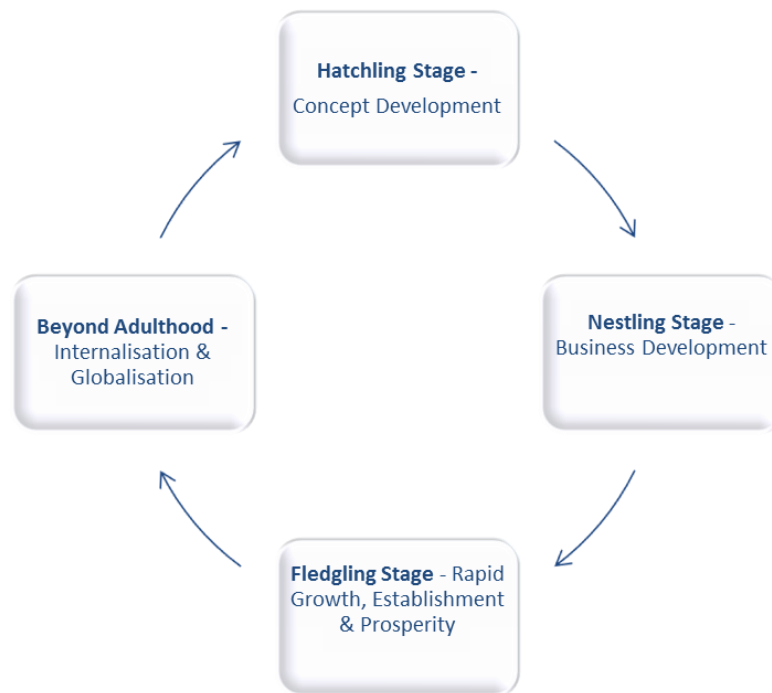 Hatchling Stage -
Concept Development
Nestling Stage -
Business Development
Fledgling Stage - Rapid
Growth, Establishment
& Prosperity
Beyond Adulthood -
Internalisation &
Globalisation